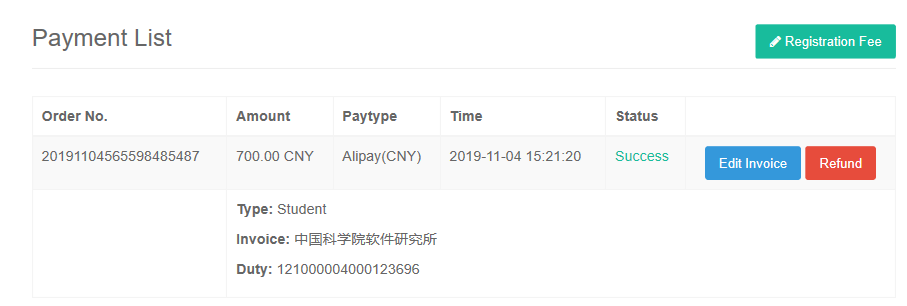 Payment List
Registration Fee
Order No. Amount Paytype Time Status
20191104565598485487 700.00 CNY Alipay(CNY) 2019-11-04 15:21:20 Success Edit Invoice Refund
Type: Student
Invoice: 中国科学院软件研究所
Duty: 121000004000123696